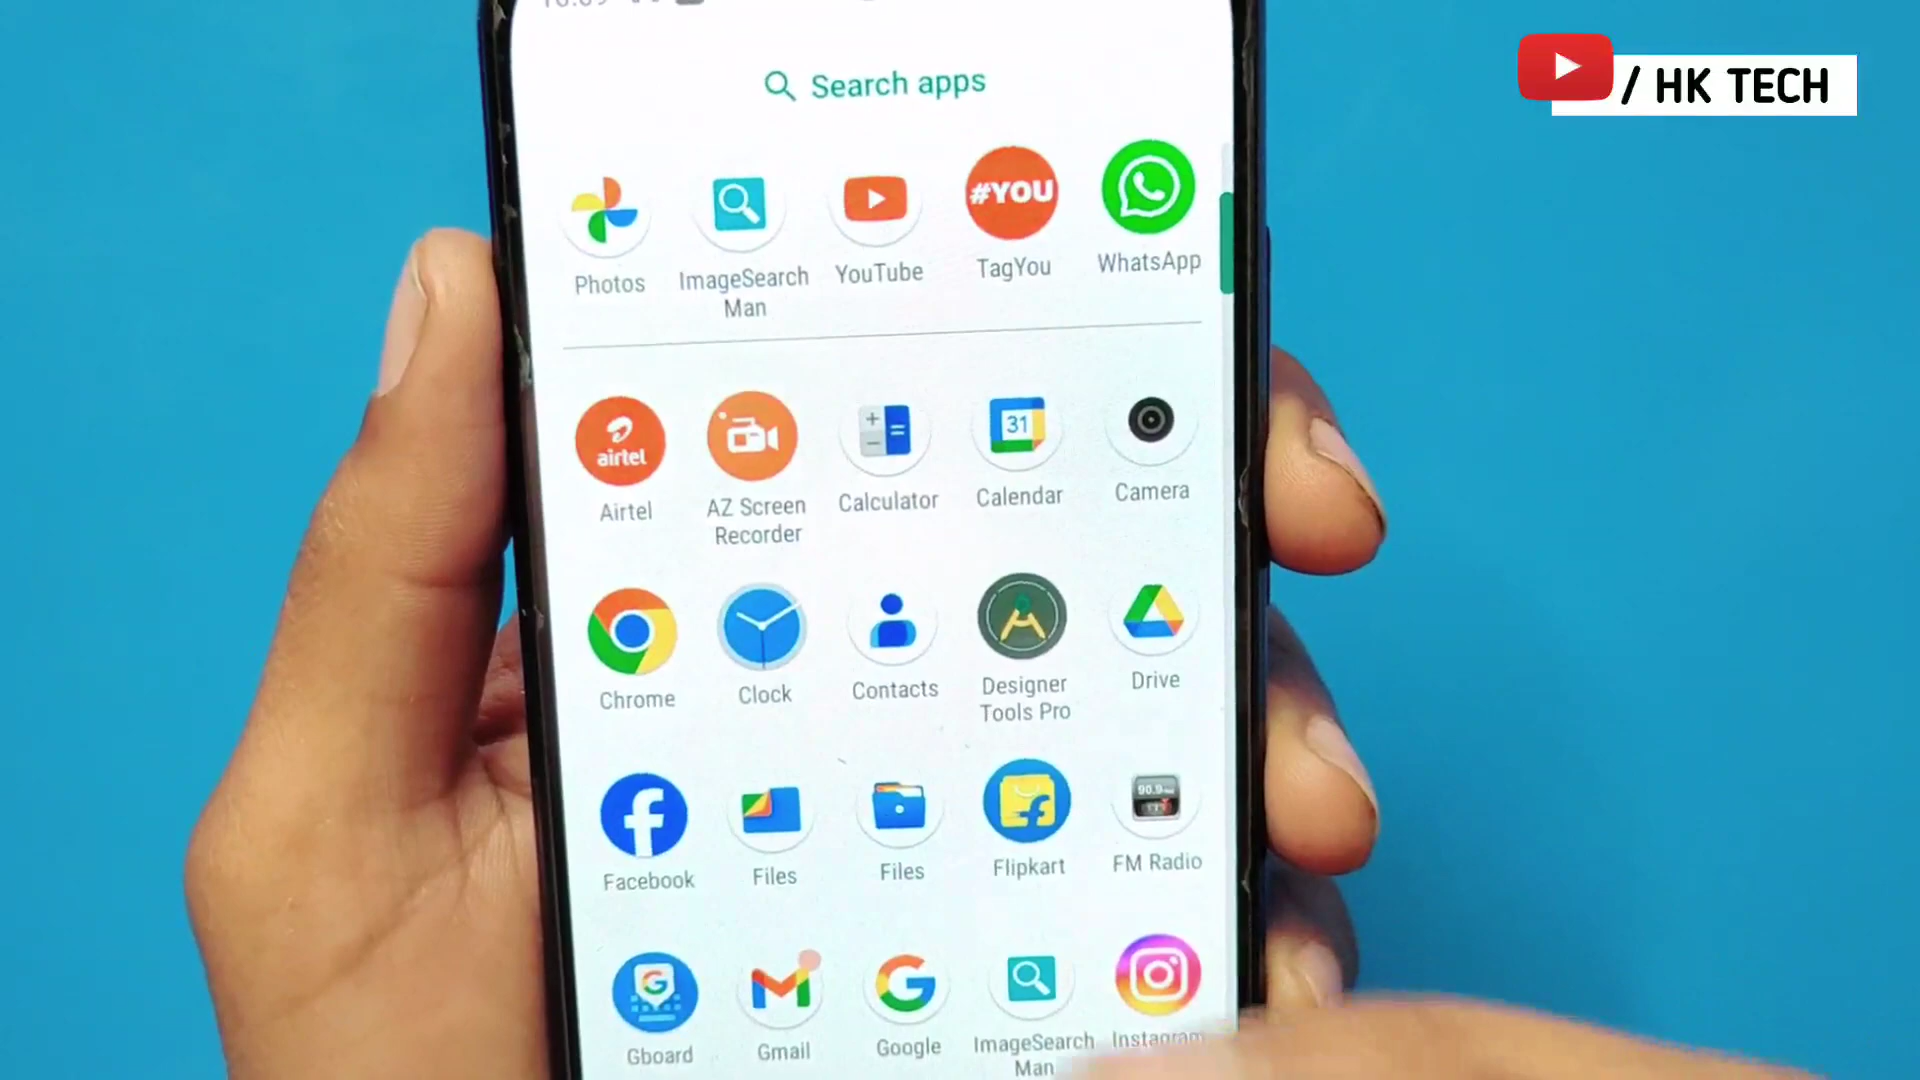 / HK TECH
Search apps
#YOU
Photos
ImageSearch
Man
YouTube
TagYou
WhatsApp
airtel
31
Airtel
AZ Screen
Recorder
Calculator
Calendar
Camera
Chrome
Clock
Contacts
Designer
Tools Pro
Drive
90.9
Facebook
Files
Files
Flipkart
FM Radio
Gboard
Gmail
Google
ImageSearch
Man
Instagram